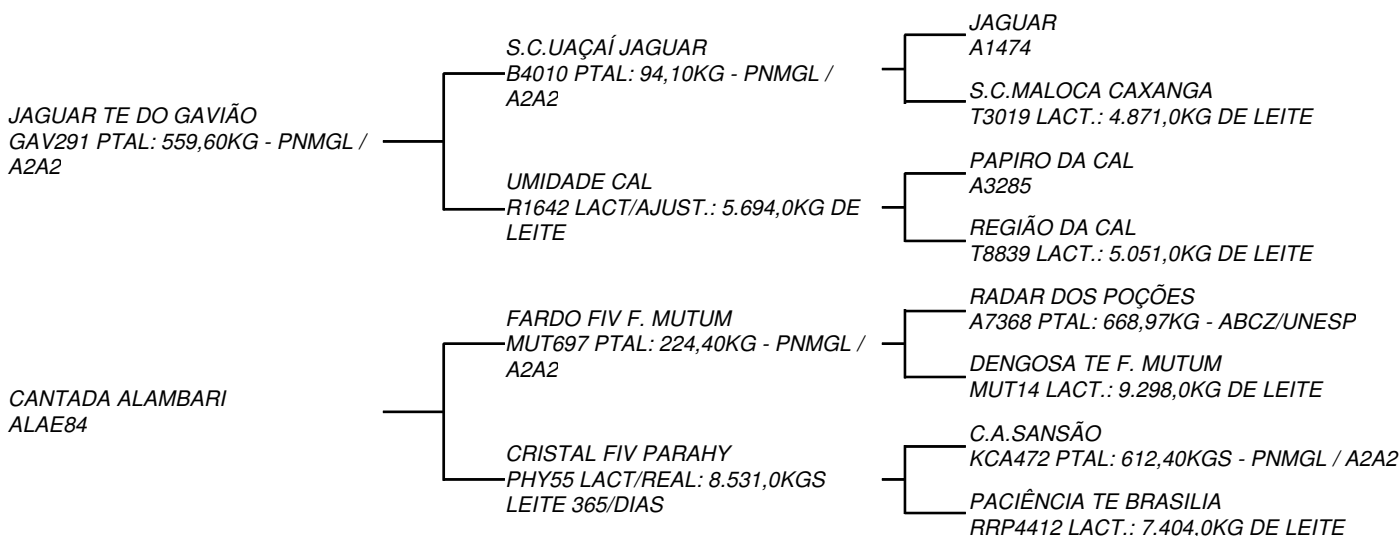 JAGUAR TE DO GAVIÃO
GAV291 PTAL: 559,60KG - PNMGL /
A2A2
CANTADA ALAMBARI
ALAE84
S.C.UAÇAÍ JAGUAR
B4010 PTAL: 94,10KG - PNMGL /
A2A2
UMIDADE CAL
R1642 LACT/AJUST.: 5.694,0KG DE
LEITE
FARDO FIV F. MUTUM
MUT697 PTAL: 224,40KG - PNMGL /
A2A2
CRISTAL FIV PARAHY
PHY55 LACT/REAL: 8.531,0KGS
LEITE 365/DIAS
JAGUAR
A1474
S.C.MALOCA CAXANGA
T3019 LACT.: 4.871,0KG DE LEITE
PAPIRO DA CAL
A3285
REGIÃO DA CAL
T8839 LACT.: 5.051,0KG DE LEITE
RADAR DOS POÇÕES
A7368 PTAL: 668,97KG - ABCZ/UNESP
DENGOSA TE F. MUTUM
MUT14 LACT.: 9.298,0KG DE LEITE
C.A.SANSÃO
KCA472 PTAL: 612,40KGS - PNMGL / A2A2
PACIÊNCIA TE BRASILIA
RRP4412 LACT.: 7.404,0KG DE LEITE